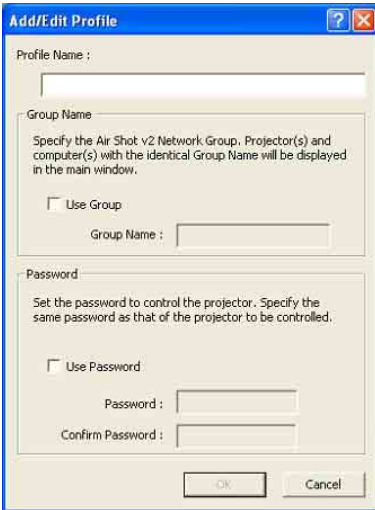 Add/Edit Profile
Profile Name :
Group Name
Specify the Air Shot v2 Network Group. Projector(s) and
computer(s) with the identical Group Name will be displayed
in the main window.
Use Group
Group Name :
Password
Set the password to control the projector. Specify the
same password as that of the projector to be controlled.
Use Password
Password :
Confirm Password :
Ok Cancel